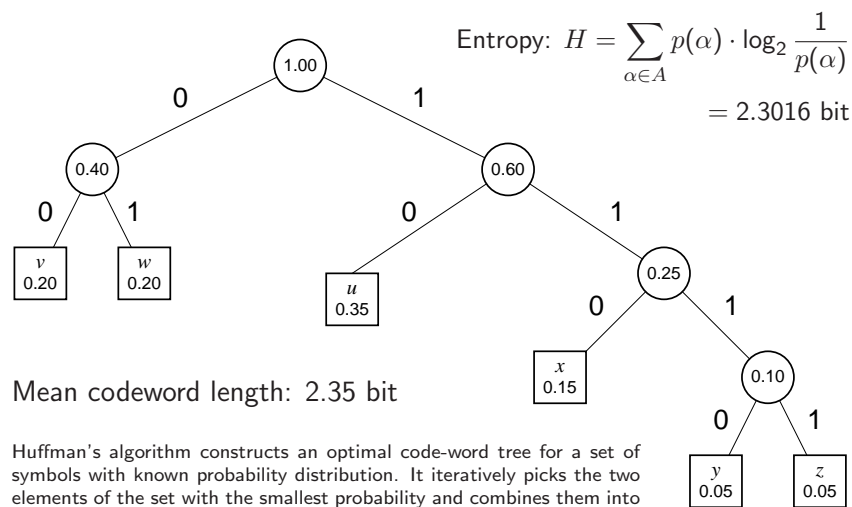 Entropy: H = ∑α∈A p(α) · log₂ 1/p(α)
= 2.3016 bit
1.00
0 1
0.40 0.60
0 1 0 1
v w
0.20 0.20
u
0.35
0.25
0 1
x
0.15
0.10
0 1
y z
0.05 0.05
Mean codeword length: 2.35 bit
Huffman's algorithm constructs an optimal code-word tree for a set of
symbols with known probability distribution. It iteratively picks the two
elements of the set with the smallest probability and combines them into